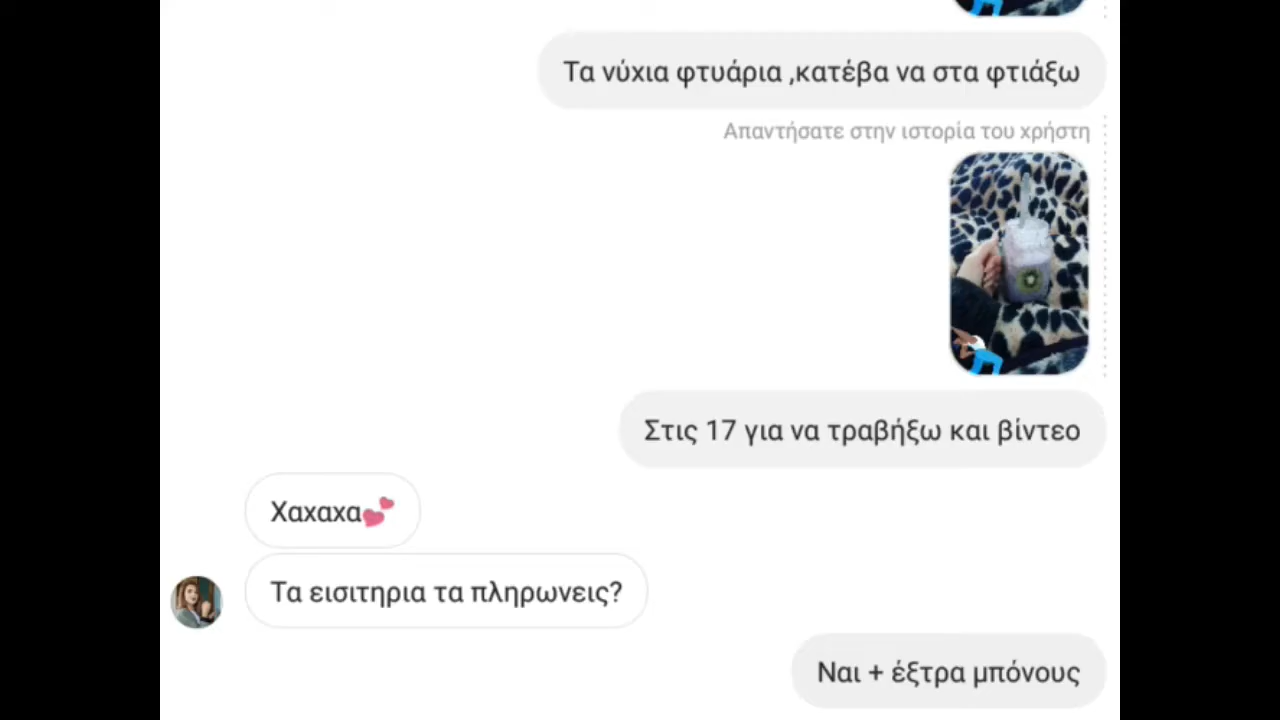 Τα νύχια φτυάρια ,κατέβα να στα φτιάξω
Απαντήσατε στην ιστορία του χρήστη
Στις 17 για να τραβήξω και βίντεο
Χαχαχα💕
Τα εισιτηρια τα πληρωνεις?
Ναι + έξτρα μπόνους